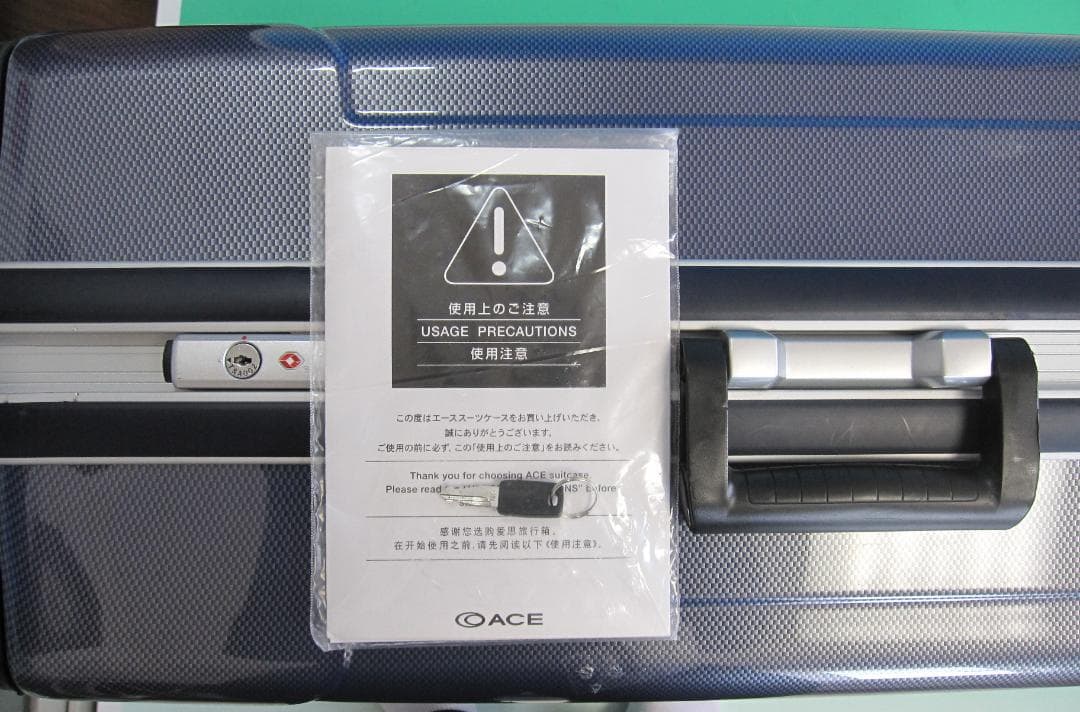 使用上のご注意
USAGE PRECAUTIONS
使用注意
この度はエーススーツケースをお買い上げいただき、
誠にありがとうございます。
ご使用の前に必ず、この「使用上のご注意」をお読みください。
Thank you for choosing ACE suitcase.
Please read NS" before
感谢您选购爱思旅行箱。
在开始使用之前，请先阅读以下《使用注意》。
ACE
TSA002